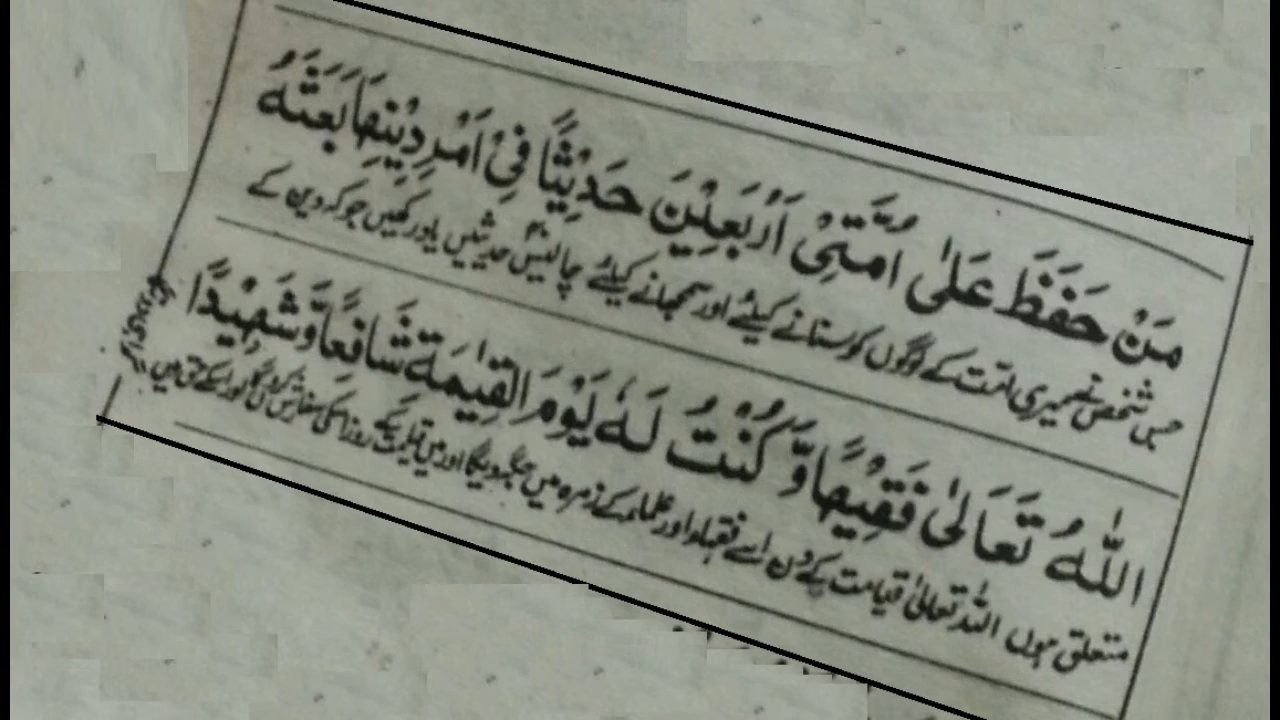 مَنْ حَفِظَ عَلٰى اُمَّتِىْ اَرْبَعِيْنَ حَدِيْثًا فِىْ اَمْرِ دِيْنِهَا بَعَثَهُ
جس شخص نے میری امت کے لوگوں کو سنانے کیلئے اور سمجھانے کیلئے چالیس حدیثیں یاد رکھیں جو کہ دین کے
اللّٰهُ تَعَالٰى فَقِيْهًا وَّكُنْتُ لَهٗ يَوْمَ الْقِيٰمَةِ شَافِعًا وَّشَهِيْدًا
متعلق ہوں اللہ تعالیٰ قیامت کے دن اسے فقہاء اور علماء کے زمرہ میں جگہ دیگا اور میں قیامت کے روز اسکی سفارش کرونگا اور اسکے حق میں